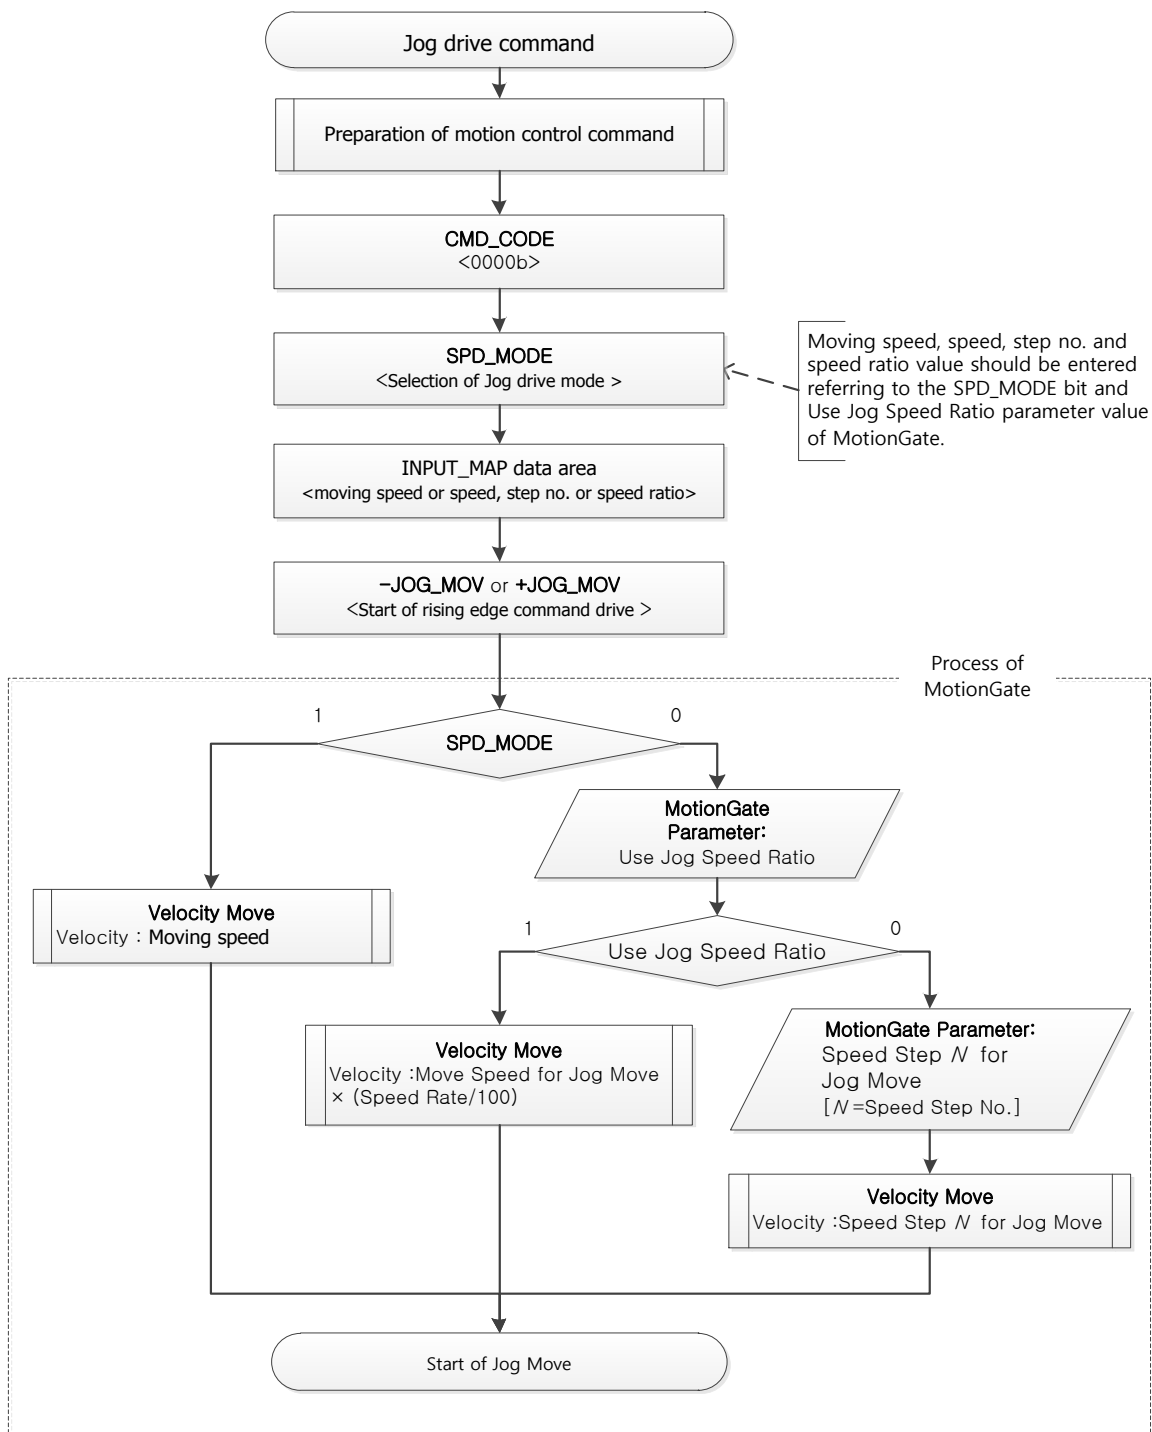 Jog drive command
Preparation of motion control command
CMD_CODE
<0000b>
SPD_MODE
<Selection of Jog drive mode >
Moving speed, speed, step no. and
speed ratio value should be entered
referring to the SPD_MODE bit and
Use Jog Speed Ratio parameter value
of MotionGate.
INPUT_MAP data area
<moving speed or speed, step no. or speed ratio>
-JOG_MOV or +JOG_MOV
<Start of rising edge command drive >
Process of
MotionGate
1
0
SPD_MODE
MotionGate
Parameter:
Use Jog Speed Ratio
Velocity Move
Velocity : Moving speed
1
0
Use Jog Speed Ratio
Velocity Move
Velocity :Move Speed for Jog Move
× (Speed Rate/100)
MotionGate Parameter:
Speed Step N for
Jog Move
[N=Speed Step No.]
Velocity Move
Velocity :Speed Step N for Jog Move
Start of Jog Move